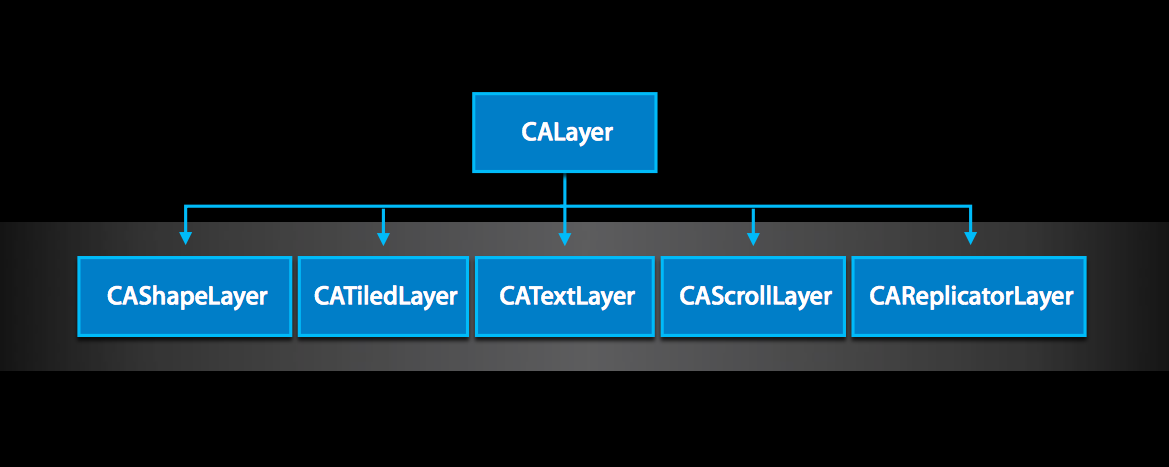 CALayer
CAShapeLayer
CATiledLayer
CATextLayer
CAScrollLayer
CAReplicatorLayer